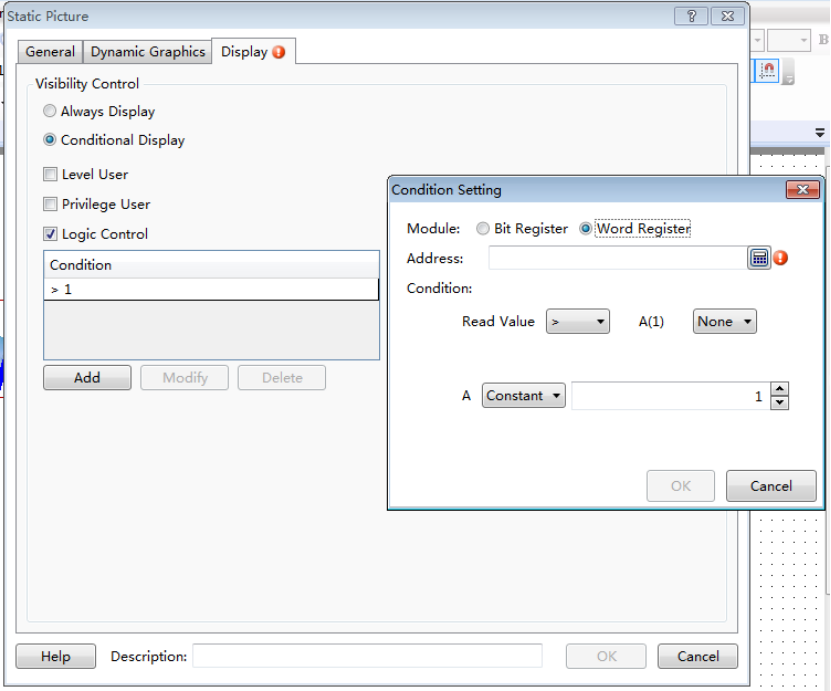 Static Picture
General Dynamic Graphics Display
Visibility Control
Always Display
Conditional Display
Level User
Privilege User
Logic Control
Condition
> 1
Add Modify Delete
Condition Setting
Module: Bit Register Word Register
Address:
Condition:
Read Value > A(1) None
A Constant 1
OK Cancel
Help Description: OK Cancel
B